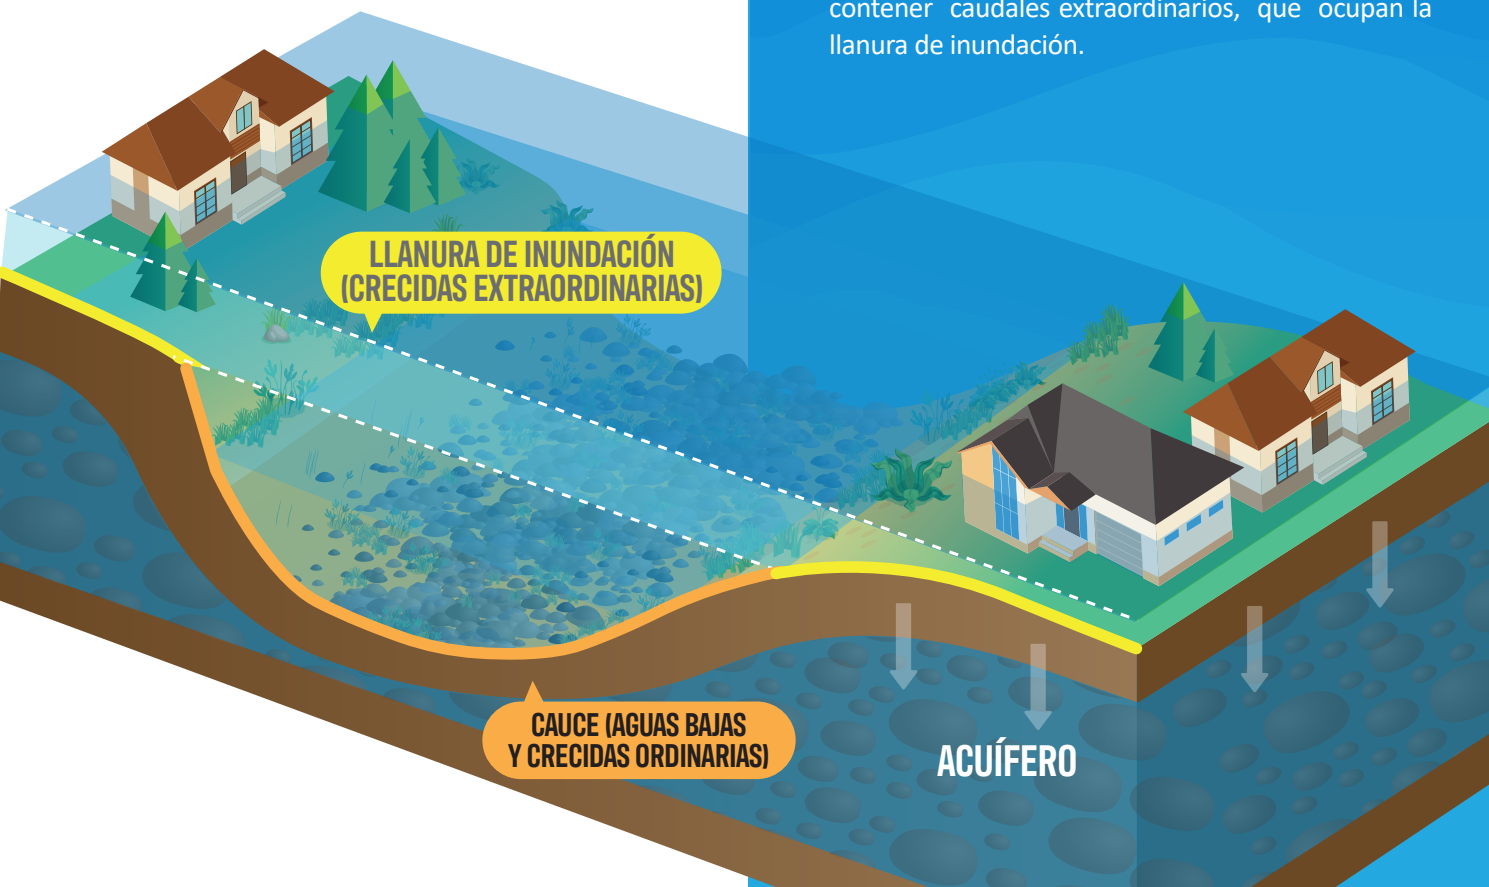 contener caudales extraordinarios, que ocupan la
llanura de inundación.
LLANURA DE INUNDACIÓN
(CRECIDAS EXTRAORDINARIAS)
CAUCE (AGUAS BAJAS
Y CRECIDAS ORDINARIAS)
ACUÍFERO